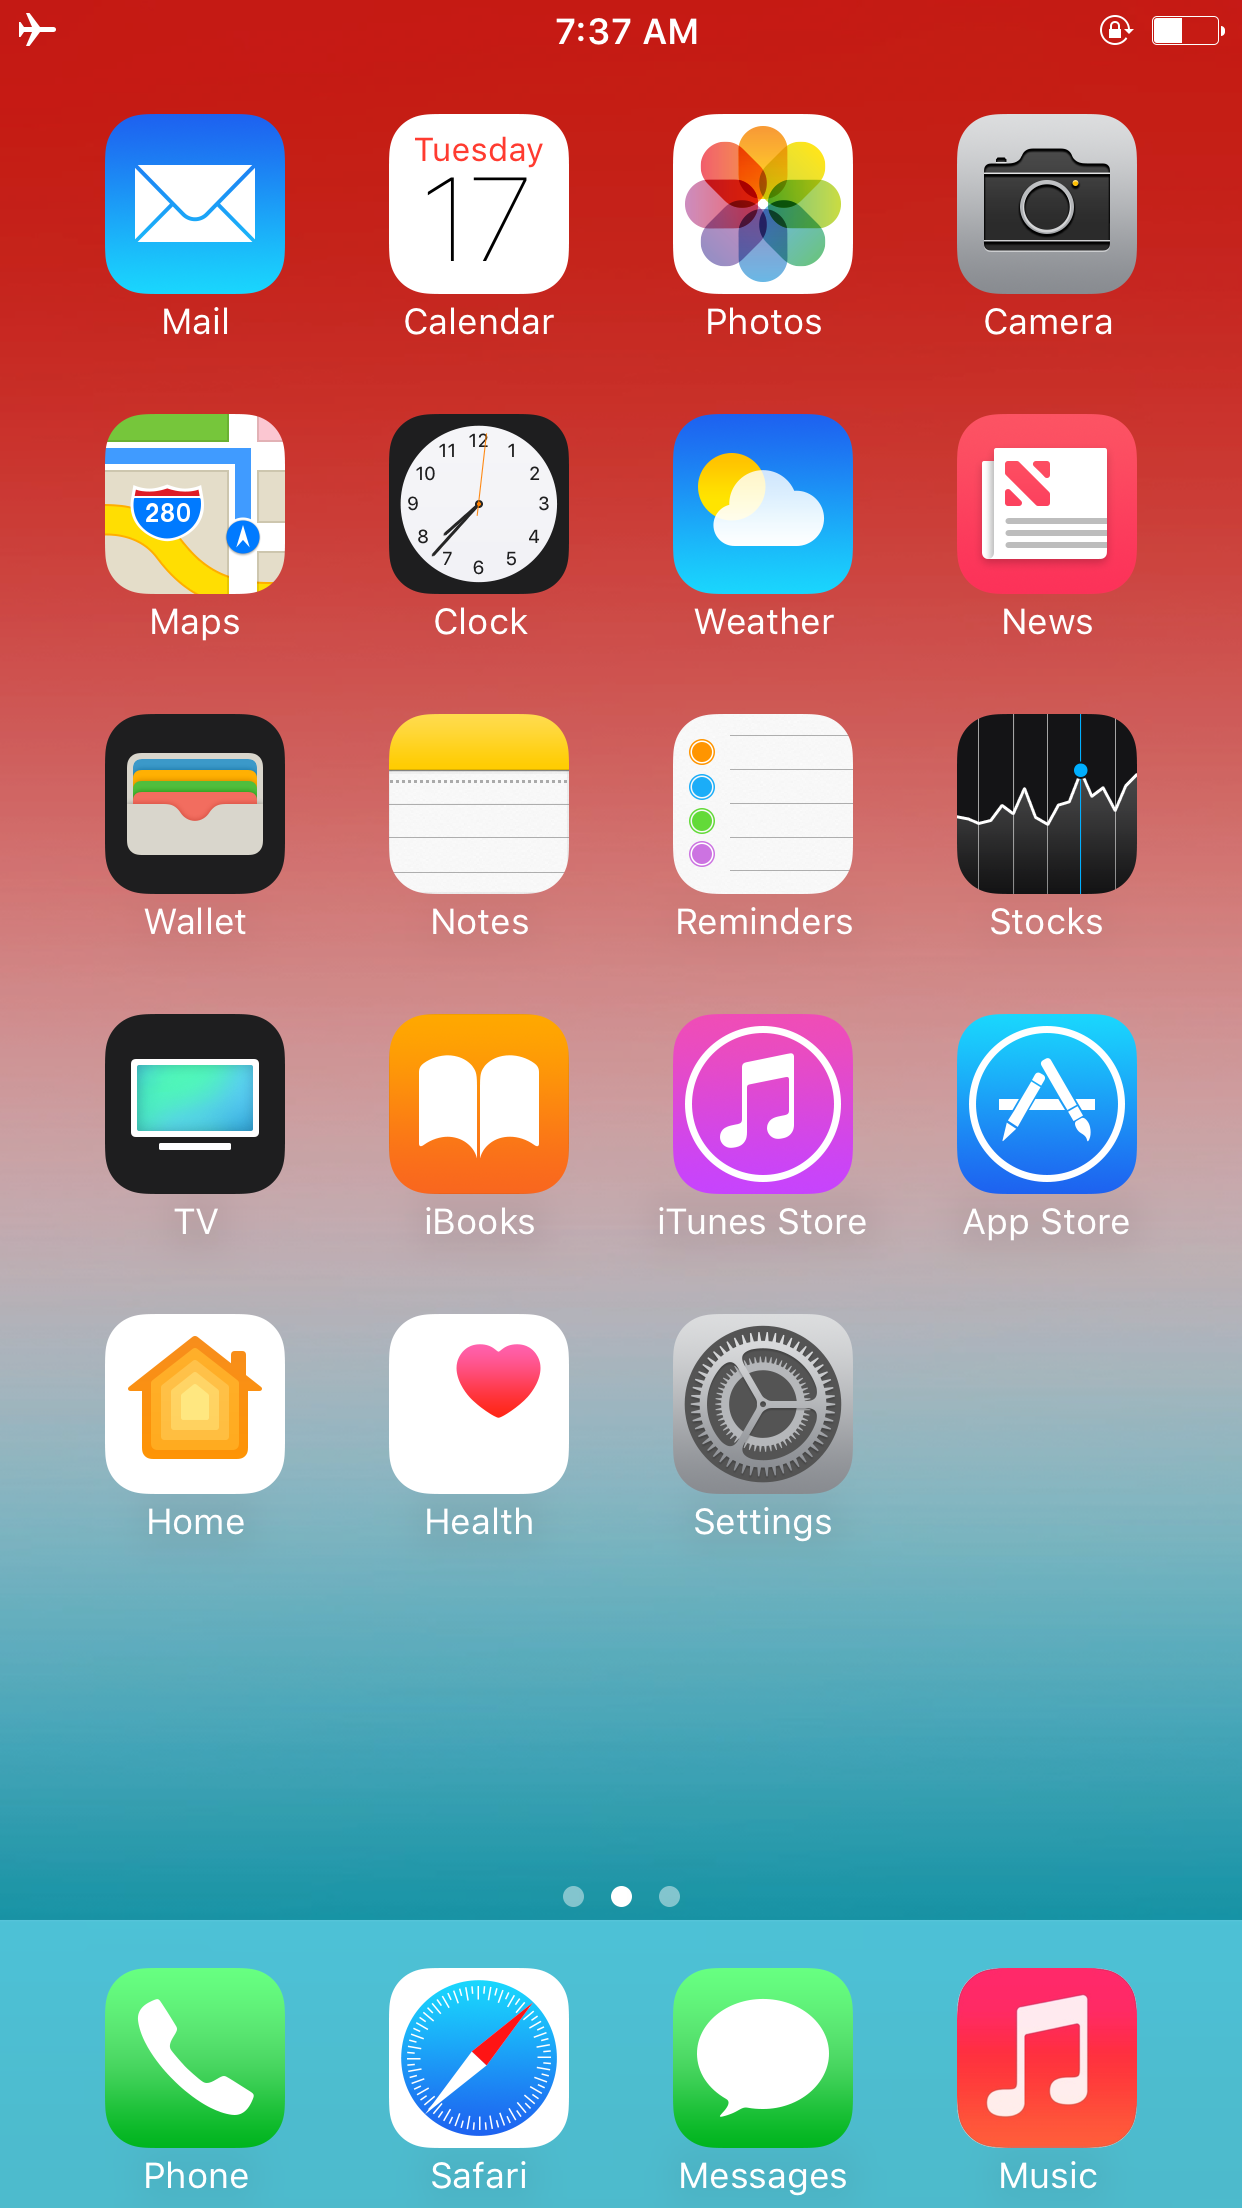 7:37 AM
Tuesday
17
Mail
Calendar
Photos
Camera
280
12
11
1
10
2
9
3
8
4
7
5
6
Maps
Clock
Weather
News
Wallet
Notes
Reminders
Stocks
TV
iBooks
iTunes Store
App Store
Home
Health
Settings
Phone
Safari
Messages
Music